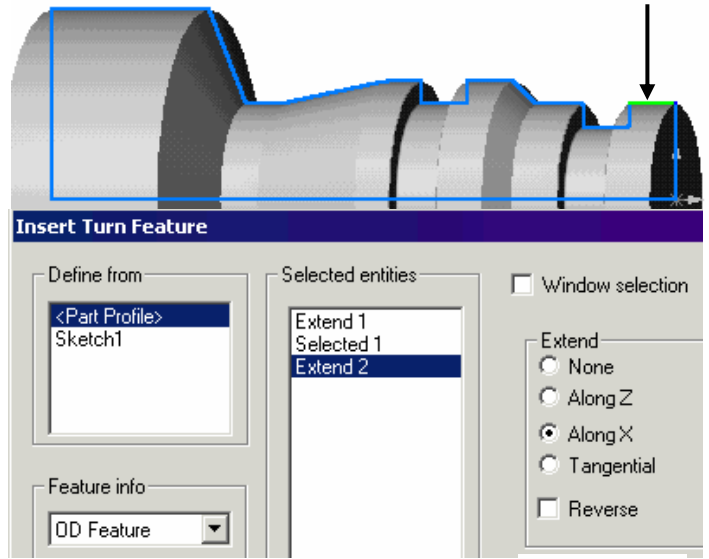 Insert Turn Feature
Define from
<Part Profile>
Sketch1
Feature info
OD Feature
Selected entities
Extend 1
Selected 1
Extend 2
Window selection
Extend
None
Along Z
Along X
Tangential
Reverse